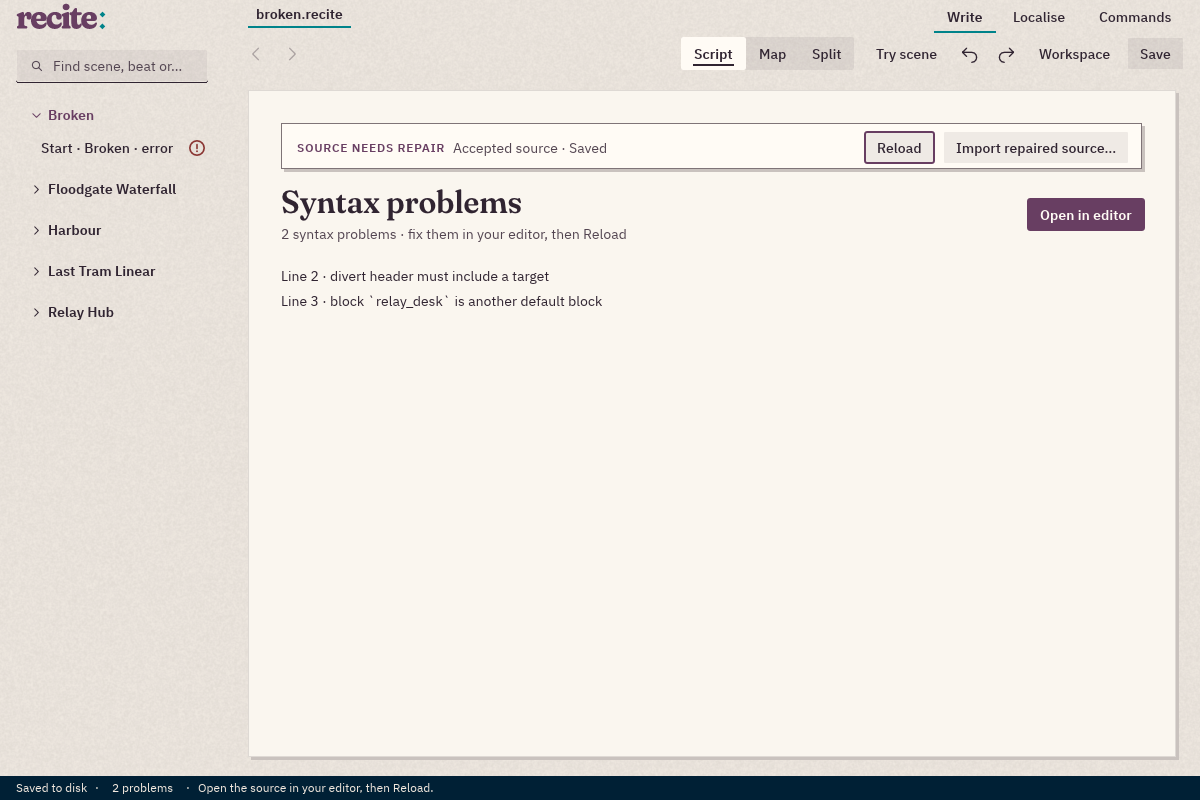 recite:
broken.recite
Write Localise Commands
Find scene, beat or...
Script Map Split Try scene Workspace Save
Broken
Start · Broken · error
Floodgate Waterfall
Harbour
Last Tram Linear
Relay Hub
SOURCE NEEDS REPAIR Accepted source · Saved Reload Import repaired source...
Syntax problems
Open in editor
2 syntax problems · fix them in your editor, then Reload
Line 2 · divert header must include a target
Line 3 · block `relay_desk` is another default block
Saved to disk · 2 problems · Open the source in your editor, then Reload.